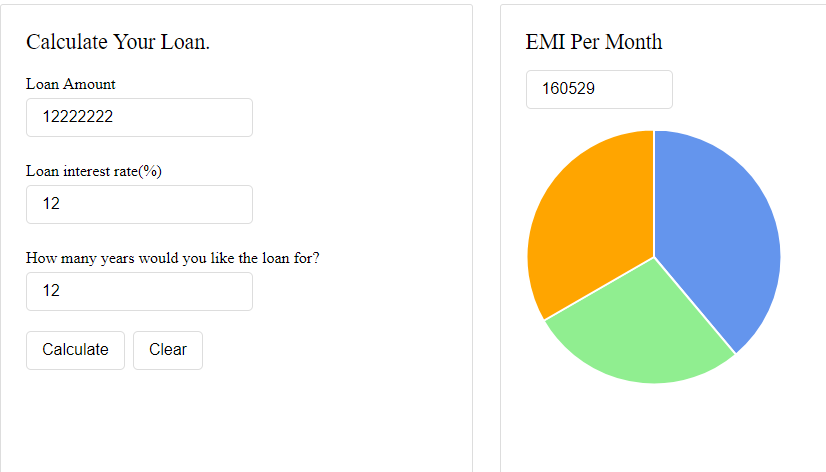 Calculate Your Loan.
Loan Amount
12222222
Loan interest rate(%)
12
How many years would you like the loan for?
12
Calculate Clear
EMI Per Month
160529